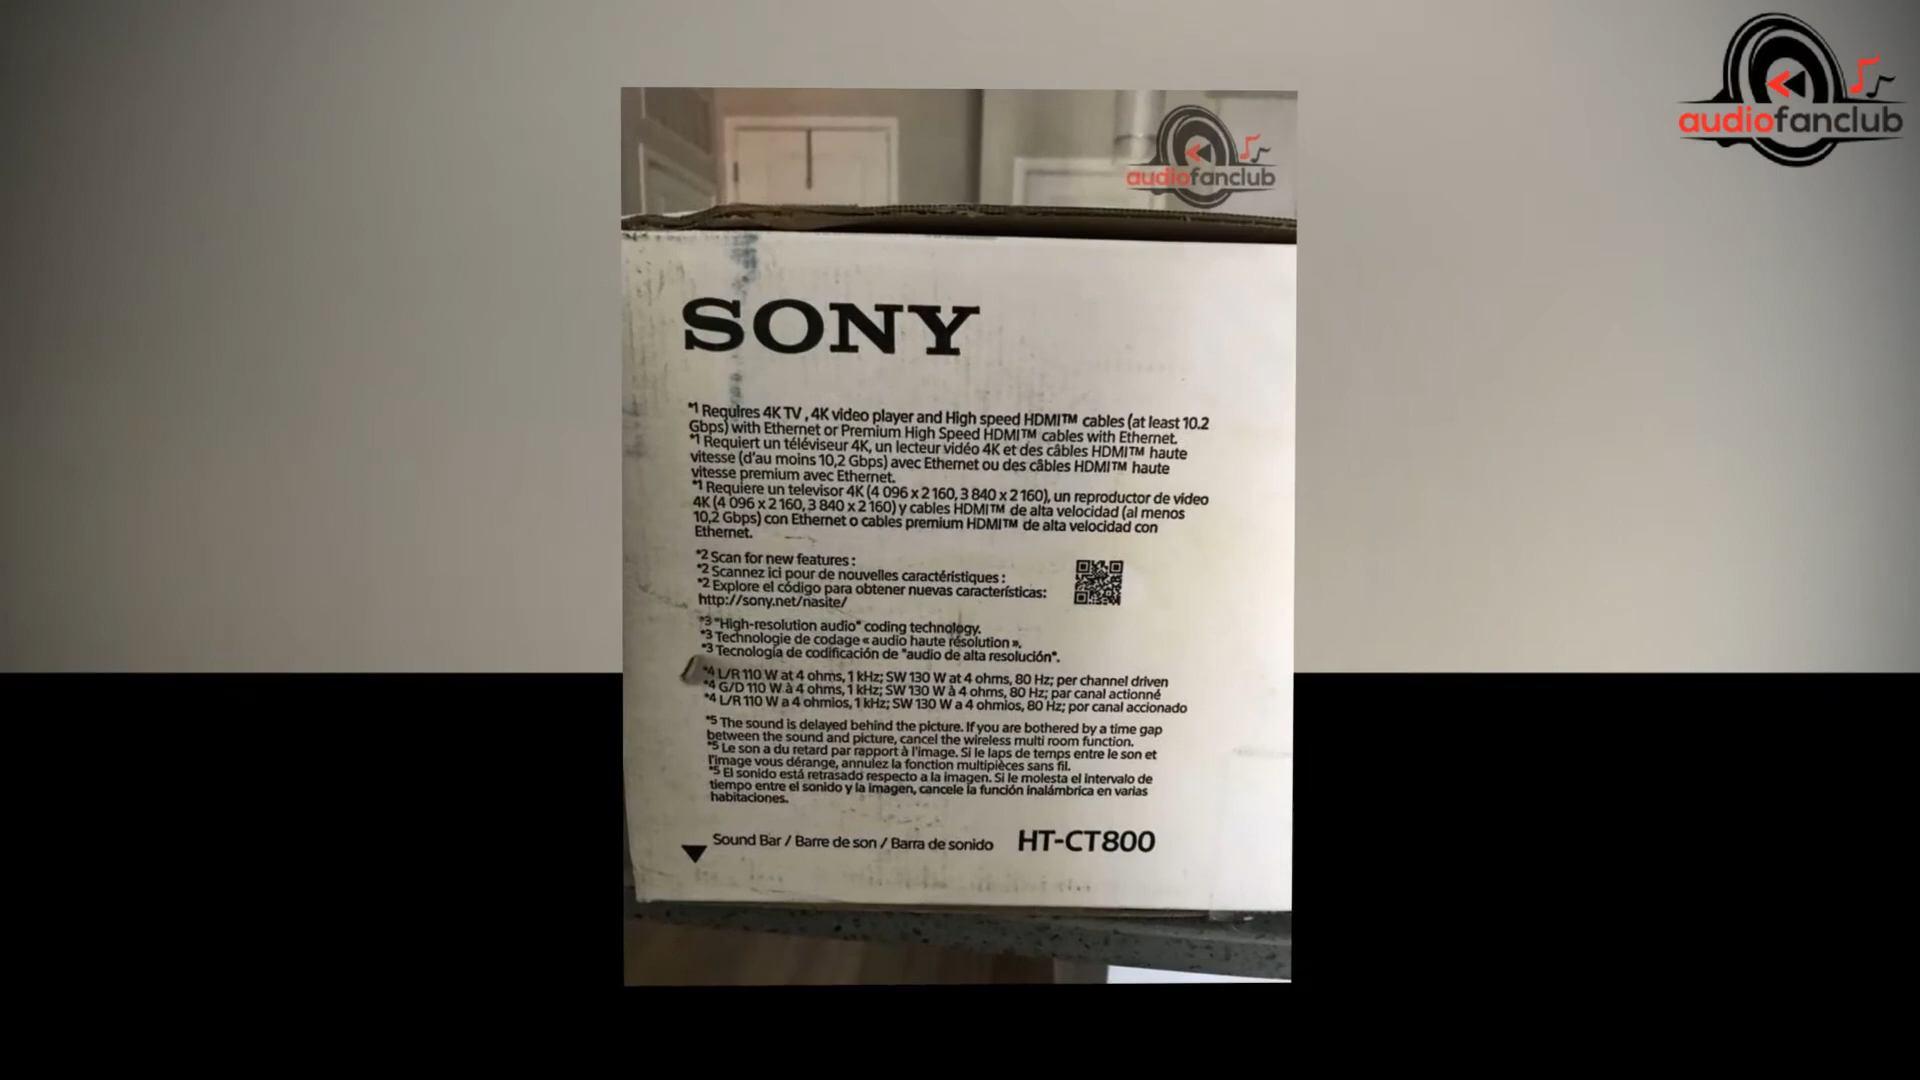 audiofanclub
audiofanclub
SONY
*1 Requires 4K TV , 4K video player and High speed HDMI™ cables (at least 10.2
Gbps) with Ethernet or Premium High Speed HDMI™ cables with Ethernet.
*1 Requiert un téléviseur 4K, un lecteur vidéo 4K et des câbles HDMI™ haute
vitesse (d'au moins 10,2 Gbps) avec Ethernet ou des câbles HDMI™ haute
vitesse premium avec Ethernet.
*1 Requiere un televisor 4K (4 096 x 2 160, 3 840 x 2 160), un reproductor de video
4K (4 096 x 2 160, 3 840 x 2 160) y cables HDMI™ de alta velocidad (al menos
10,2 Gbps) con Ethernet o cables premium HDMI™ de alta velocidad con
Ethernet.
*2 Scan for new features :
*2 Scannez ici pour de nouvelles caractéristiques :
*2 Explore el código para obtener nuevas características:
http://sony.net/nasite/
*3 "High-resolution audio" coding technology.
*3 Technologie de codage « audio haute résolution ».
*3 Tecnología de codificación de "audio de alta resolución".
*4 L/R 110 W at 4 ohms, 1 kHz; SW 130 W at 4 ohms, 80 Hz; per channel driven
*4 G/D 110 W à 4 ohms, 1 kHz; SW 130 W à 4 ohms, 80 Hz; par canal actionné
*4 L/R 110 W a 4 ohmios, 1 kHz; SW 130 W a 4 ohmios, 80 Hz; por canal accionado
*5 The sound is delayed behind the picture. If you are bothered by a time gap
between the sound and picture, cancel the wireless multi room function.
*5 Le son a du retard par rapport à l'image. Si le laps de temps entre le son et
l'image vous dérange, annulez la fonction multipièces sans fil.
*5 El sonido está retrasado respecto a la imagen. Si le molesta el intervalo de
tiempo entre el sonido y la imagen, cancele la función inalámbrica en varias
habitaciones.
Sound Bar / Barre de son / Barra de sonido HT-CT800